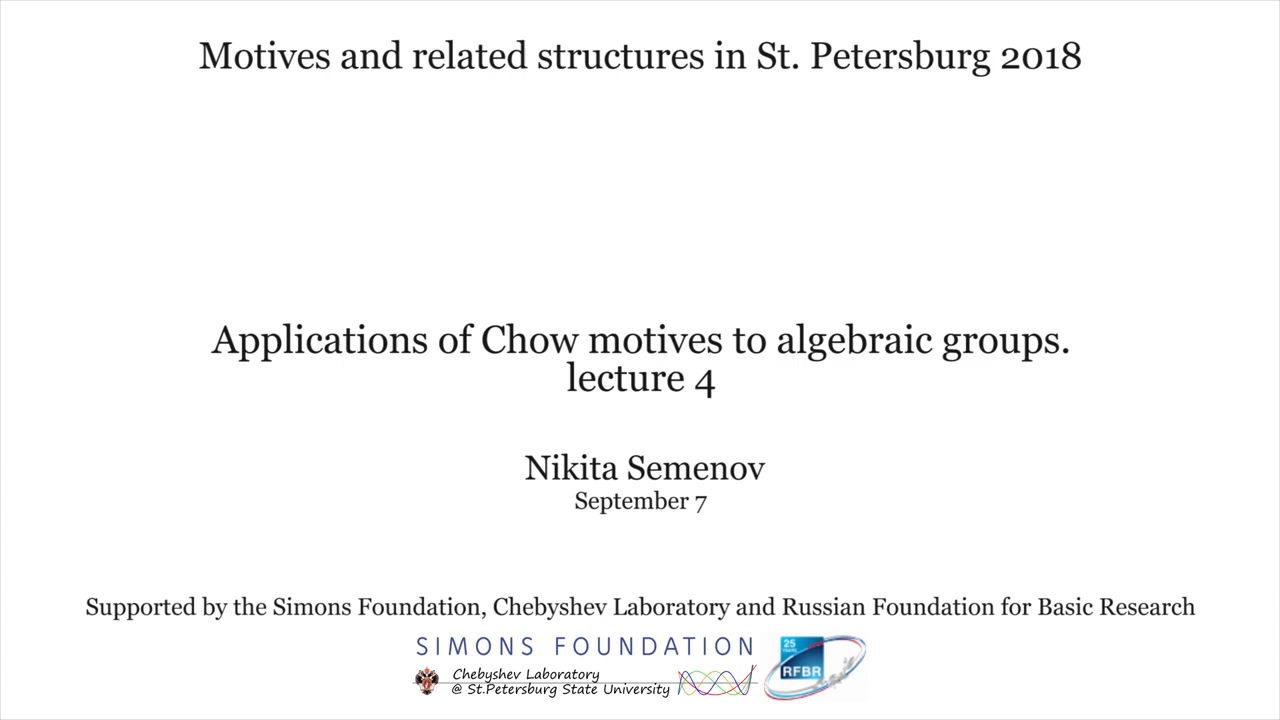 Motives and related structures in St. Petersburg 2018
Applications of Chow motives to algebraic groups.
lecture 4
Nikita Semenov
September 7
Supported by the Simons Foundation, Chebyshev Laboratory and Russian Foundation for Basic Research
SIMONS FOUNDATION
Chebyshev Laboratory
@ St.Petersburg State University
25
YEARS
RFBR